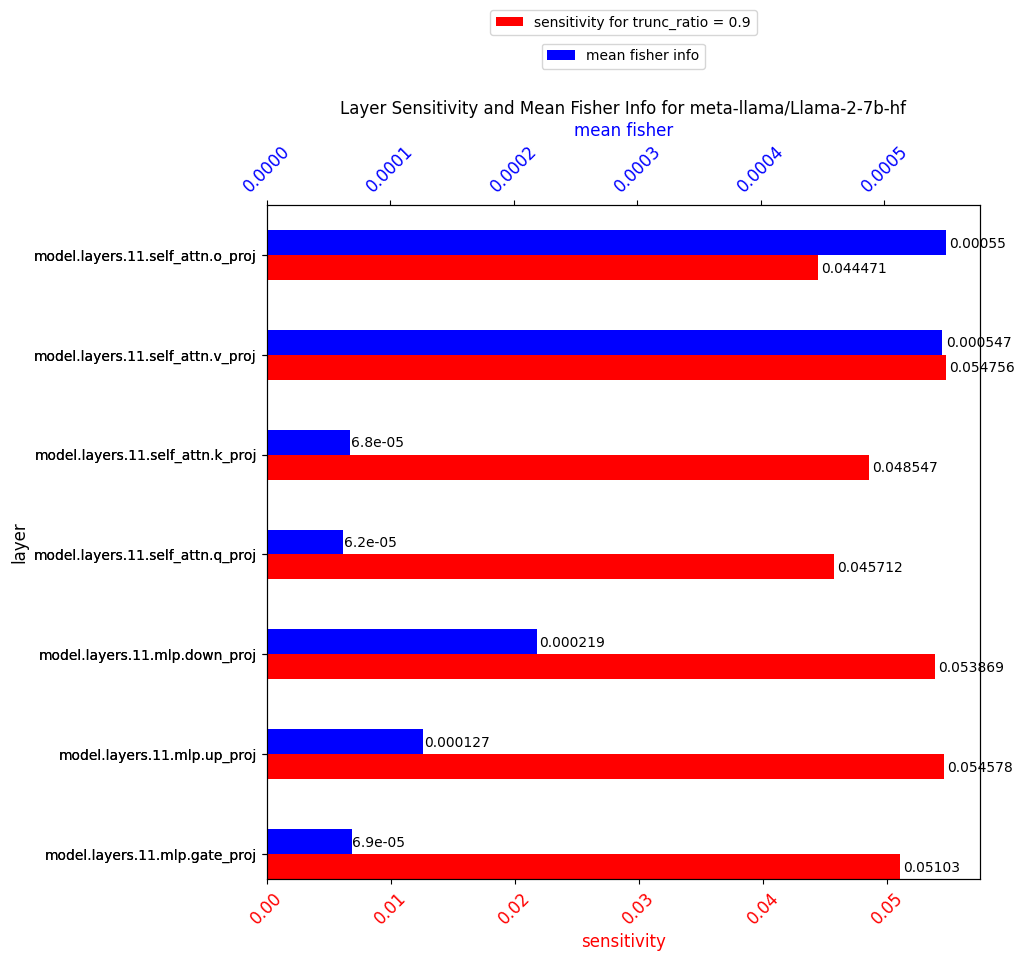 sensitivity for trunc_ratio = 0.9
mean fisher info
Layer Sensitivity and Mean Fisher Info for meta-llama/Llama-2-7b-hf
mean fisher
0.0000
0.0001
0.0002
0.0003
0.0004
0.0005
model.layers.11.self_attn.o_proj
0.00055
0.044471
model.layers.11.self_attn.v_proj
0.000547
0.054756
model.layers.11.self_attn.k_proj
6.8e-05
0.048547
layer
model.layers.11.self_attn.q_proj
6.2e-05
0.045712
model.layers.11.mlp.down_proj
0.000219
0.053869
model.layers.11.mlp.up_proj
0.000127
0.054578
model.layers.11.mlp.gate_proj
6.9e-05
0.05103
0.00
0.01
0.02
0.03
0.04
0.05
sensitivity